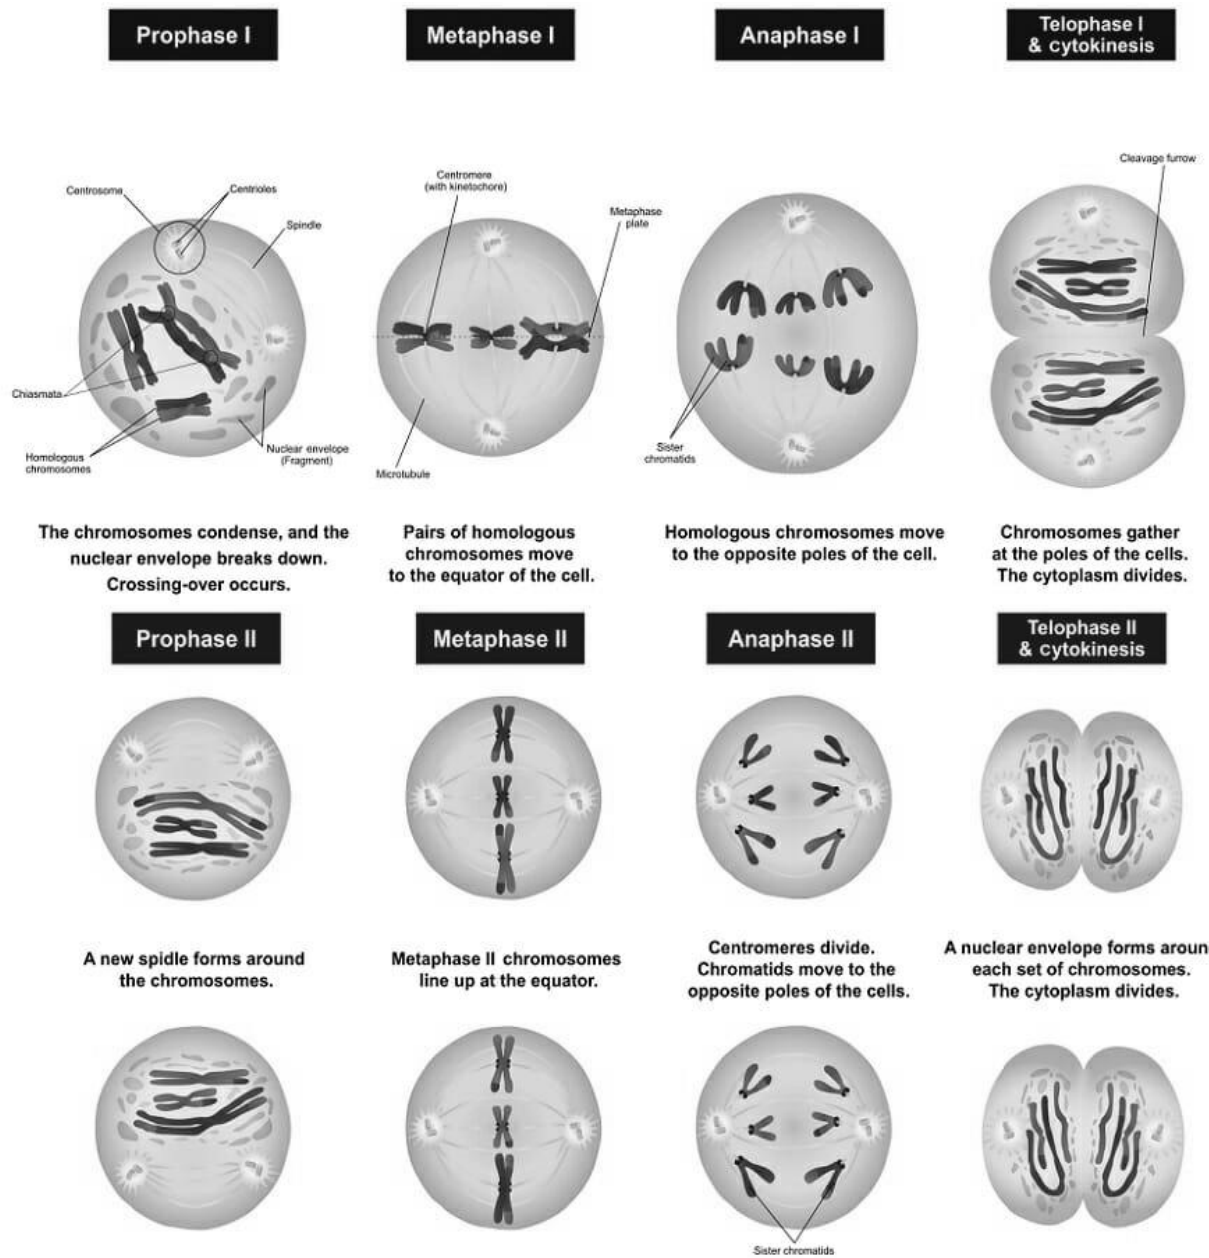 Prophase I
Metaphase I
Anaphase I
Telophase I
& cytokinesis
Cleavage furrow
Centrosome
Centrioles
Spindle
Chiasmata
Homologous
chromosomes
Nuclear envelope
(Fragment)
Centromere
(with kinetochore)
Metaphase
plate
Microtubule
Sister
chromatids
The chromosomes condense, and the
nuclear envelope breaks down.
Crossing-over occurs.
Pairs of homologous
chromosomes move
to the equator of the cell.
Homologous chromosomes move
to the opposite poles of the cell.
Chromosomes gather
at the poles of the cells.
The cytoplasm divides.
Prophase II
Metaphase II
Anaphase II
Telophase II
& cytokinesis
A new spidle forms around
the chromosomes.
Metaphase II chromosomes
line up at the equator.
Centromeres divide.
Chromatids move to the
opposite poles of the cells.
A nuclear envelope forms aroun
each set of chromosomes.
The cytoplasm divides.
Sister chromatids